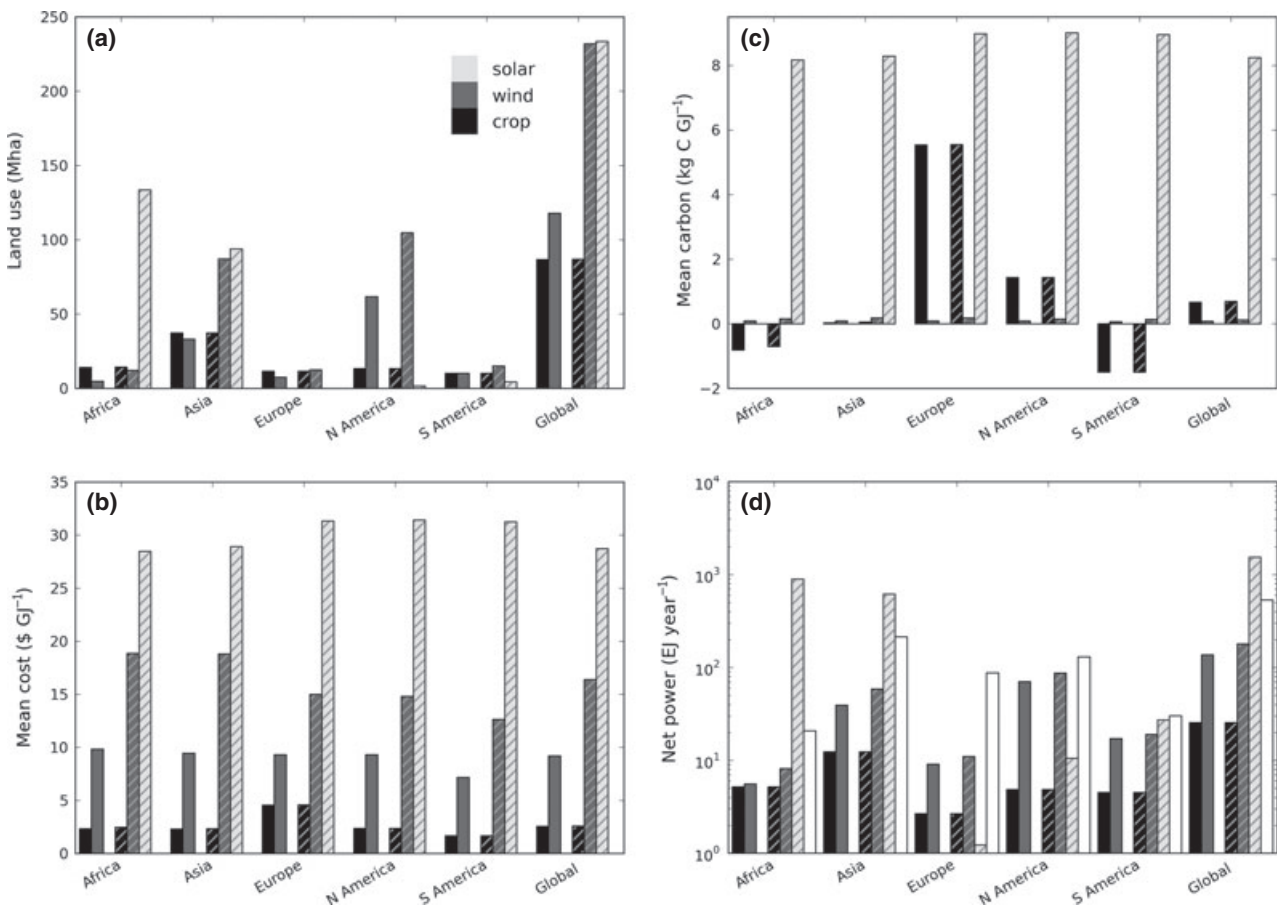 (a)
250
200
150
100
50
0
Land use (Mha)
solar
wind
crop
Africa
Asia
Europe
N America
S America
Global
(c)
8
6
4
2
0
−2
Mean carbon (kg C GJ⁻¹)
Africa
Asia
Europe
N America
S America
Global
(b)
35
30
25
20
15
10
5
0
Mean cost ($ GJ⁻¹)
Africa
Asia
Europe
N America
S America
Global
(d)
10⁴
10³
10²
10¹
10⁰
Net power (EJ year⁻¹)
Africa
Asia
Europe
N America
S America
Global